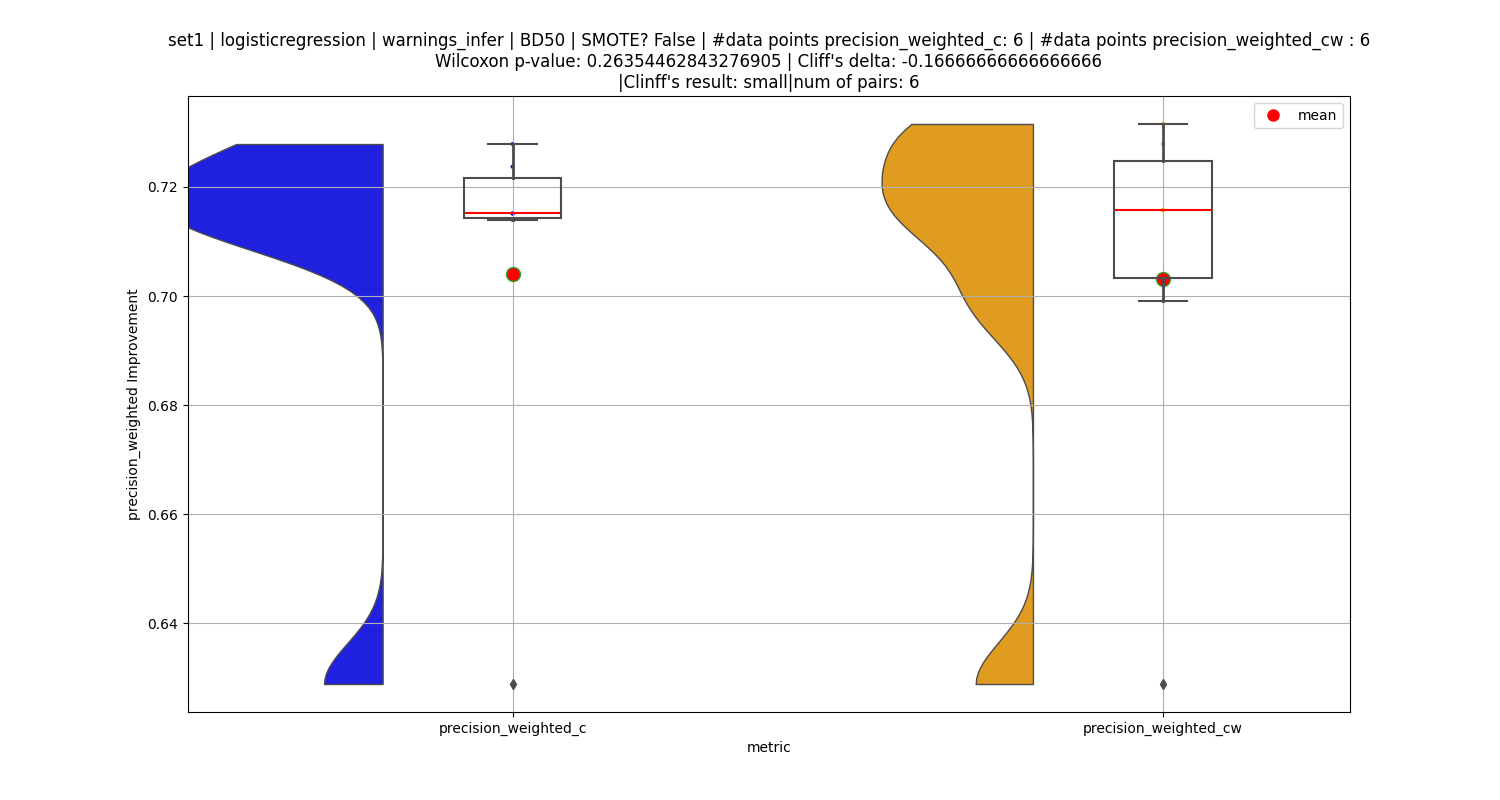 set1 | logisticregression | warnings_infer | BD50 | SMOTE? False | #data points precision_weighted_c: 6 | #data points precision_weighted_cw : 6
Wilcoxon p-value: 0.26354462843276905 | Cliff's delta: -0.16666666666666666
|Clinff's result: small|num of pairs: 6
mean
0.72
0.70
0.68
0.66
0.64
precision_weighted Improvement
precision_weighted_c
precision_weighted_cw
metric